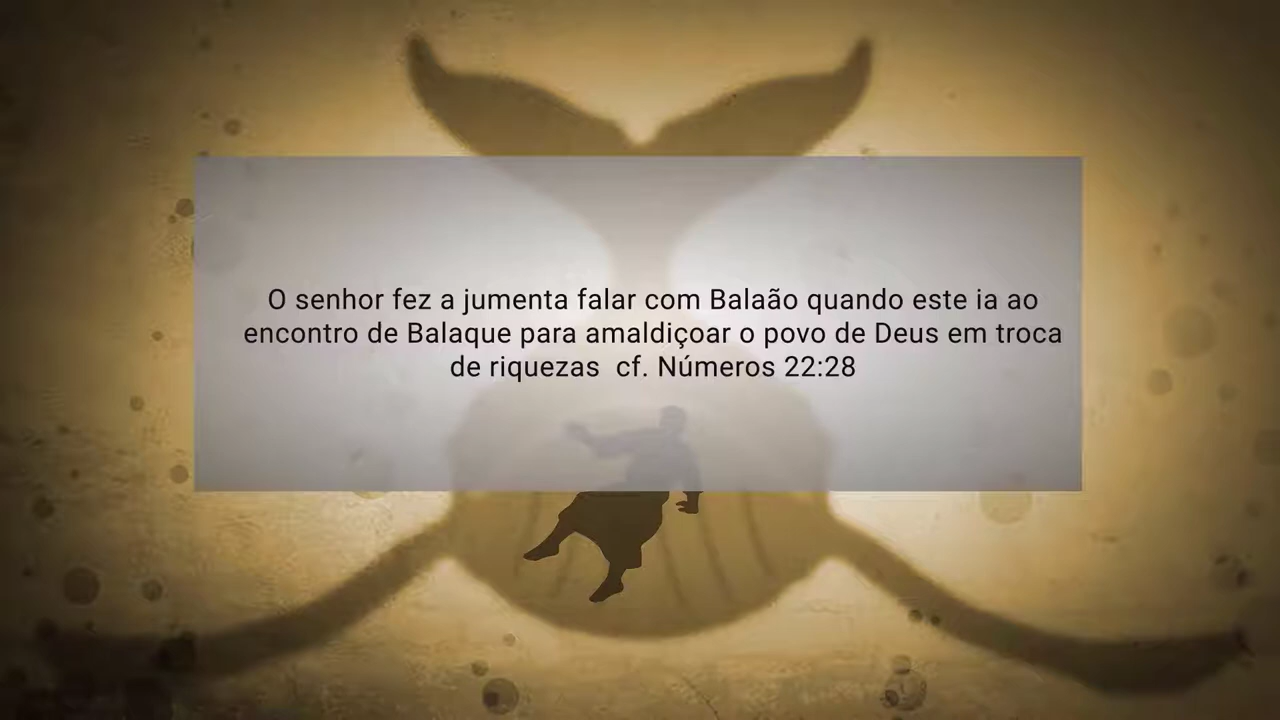 O senhor fez a jumenta falar com Balaão quando este ia ao
encontro de Balaque para amaldiçoar o povo de Deus em troca
de riquezas  cf. Números 22:28